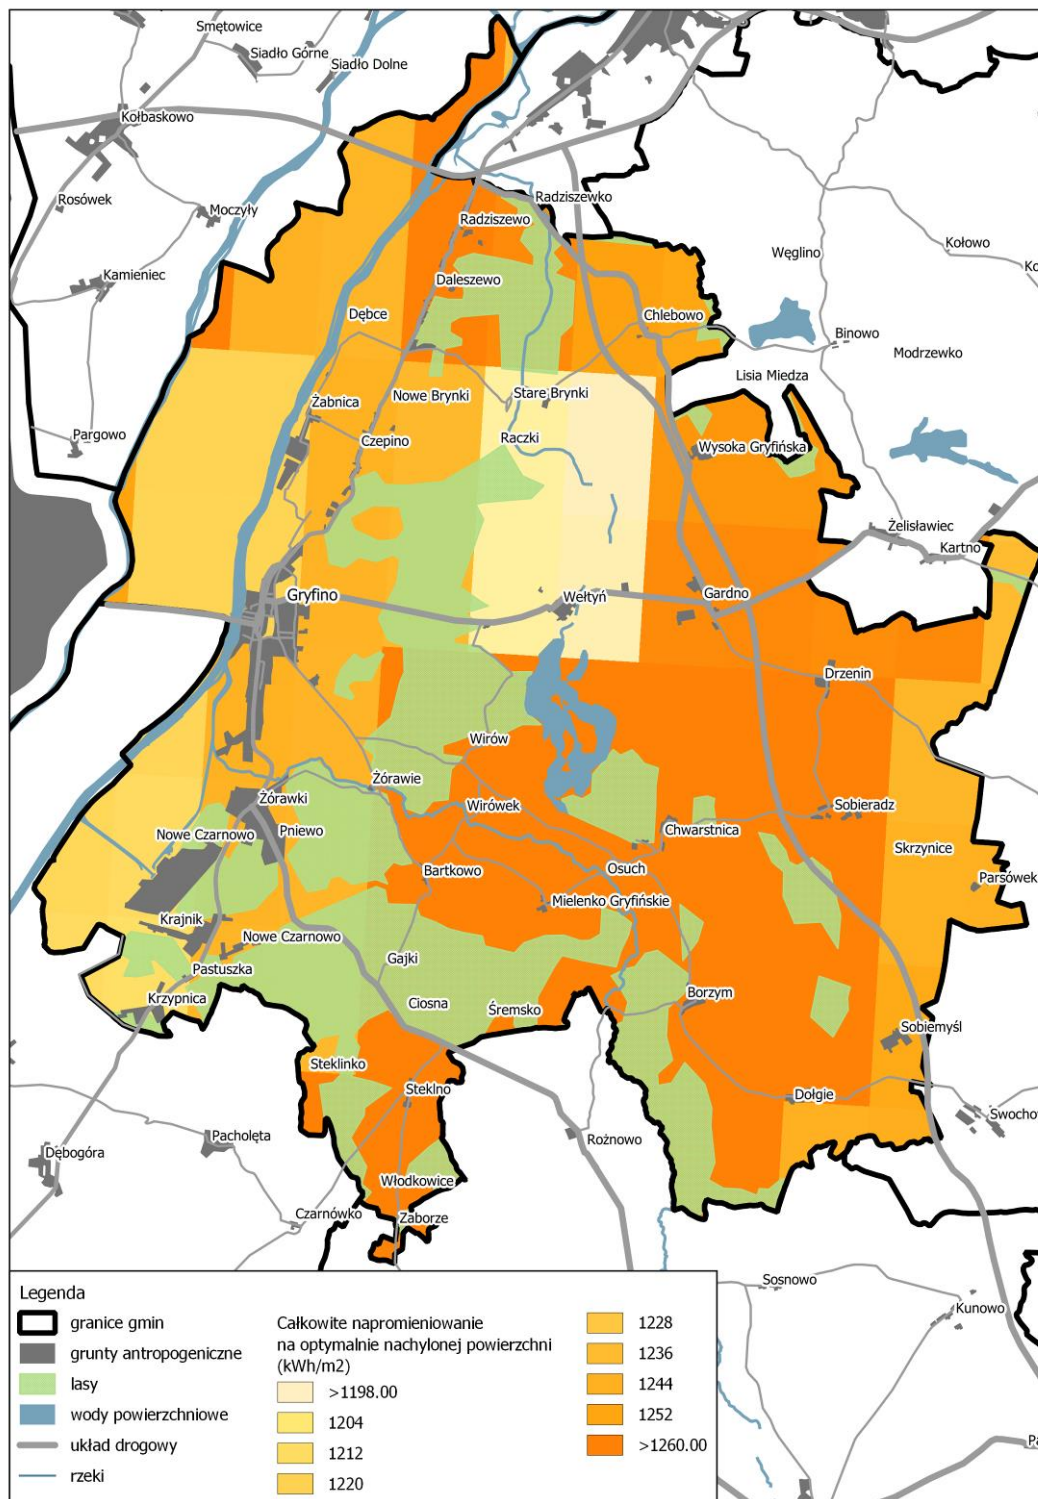 Smętowice
Siadło Górne
Siadło Dolne
Kołbaskowo
Radziszewko
Rosówek
Moczyły
Radziszewo
Kołowo
Węglino
Kamieniec
Daleszewo
Dębce
Chlebowo
Binowo
Modrzewko
Lisia Miedza
Nowe Brynki
Stare Brynki
Żabnica
Pargowo
Czepino
Raczki
Wysoka Gryfińska
Żelisławiec
Kartno
Gryfino
Wełtyń
Gardno
Drzenin
Wirów
Żórawie
Żórawki
Wirówek
Sobieradz
Nowe Czarnowo
Pniewo
Chwarstnica
Skrzynice
Bartkowo
Osuch
Parsówek
Mielenko Gryfińskie
Krajnik
Nowe Czarnowo
Gajki
Pastuszka
Krzypnica
Ciosna
Śremsko
Borzym
Sobiemyśl
Steklinko
Steklno
Dołgie
Swocho
Pacholęta
Rożnowo
Dębogóra
Włodkowice
Czarnówko
Zaborze
Sosnowo
Kunowo
Legenda
granice gmin
grunty antropogeniczne
lasy
wody powierzchniowe
układ drogowy
rzeki
Całkowite napromieniowanie
na optymalnie nachylonej powierzchni
(kWh/m2)
>1198.00
1204
1212
1220
1228
1236
1244
1252
>1260.00